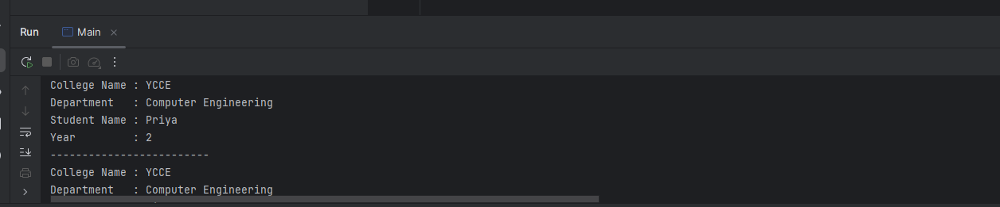 Run Main
College Name : YCCE
Department   : Computer Engineering
Student Name : Priya
Year         : 2
-------------------------
College Name : YCCE
Department   : Computer Engineering